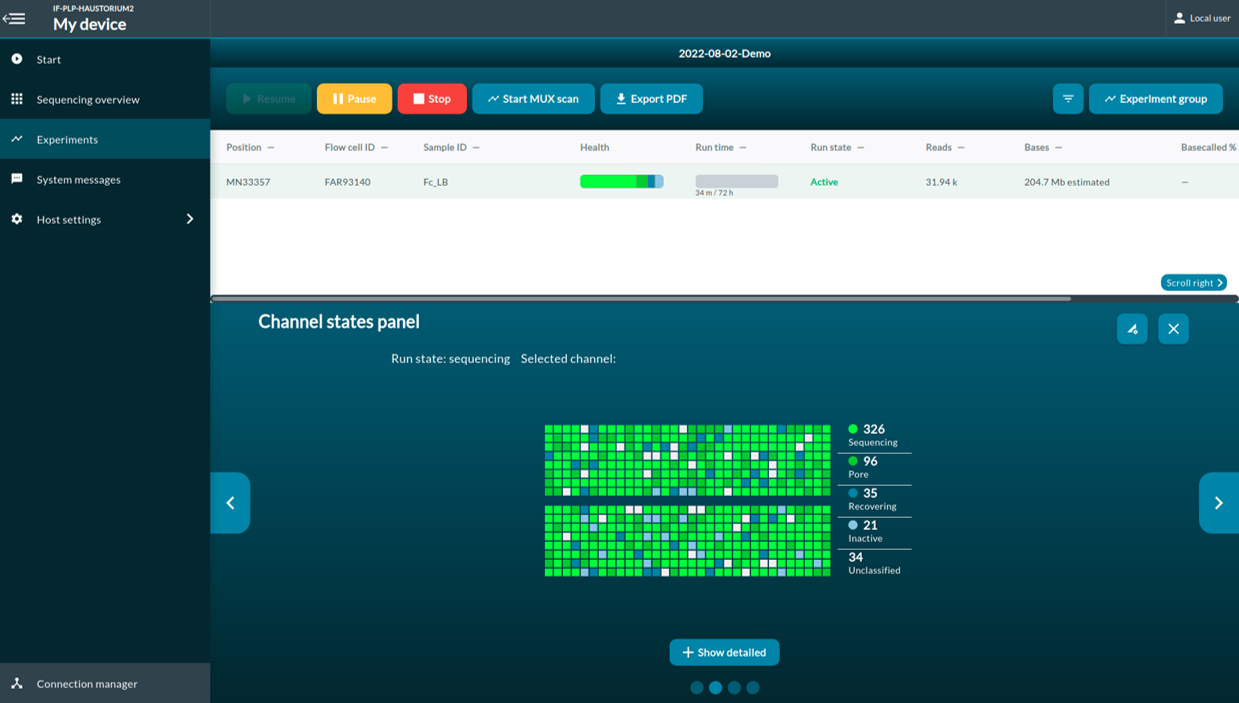 IF-PLP-HAUSTORIUM2
My device
Local user
Start
Sequencing overview
Experiments
System messages
Host settings
Connection manager
2022-08-02-Demo
Resume Pause Stop Start MUX scan Export PDF Experiment group
Position Flow cell ID Sample ID Health Run time Run state Reads Bases Basecalled %
MN33357 FAR93140 Fc_LB 34 m / 72 h Active 31.94 k 204.7 Mb estimated —
Scroll right
Channel states panel
Run state: sequencing Selected channel:
326
Sequencing
96
Pore
35
Recovering
21
Inactive
34
Unclassified
Show detailed